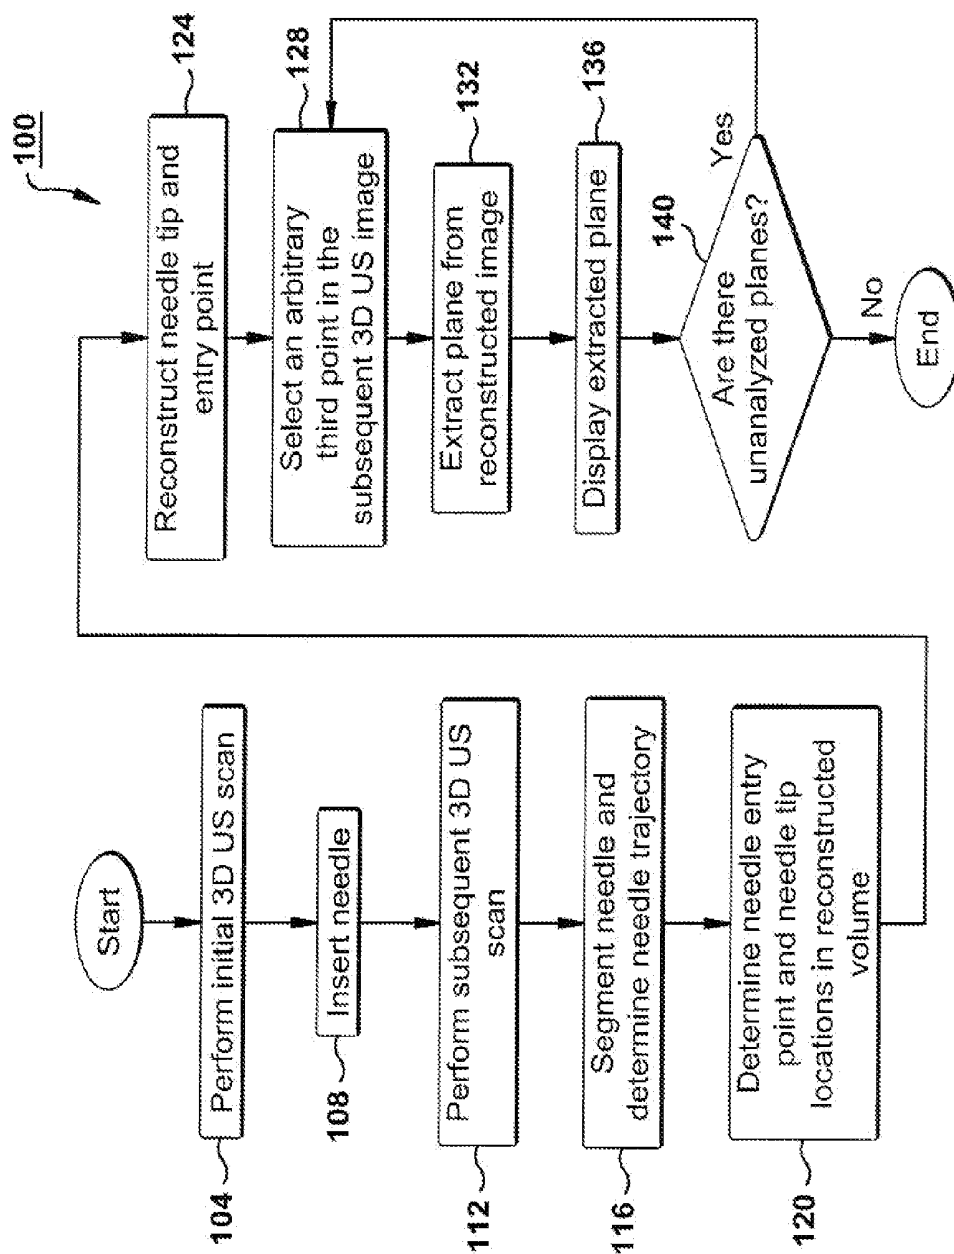 100
Start
Perform initial 3D US scan
104
Insert needle
108
Perform subsequent 3D US
scan
112
Segment needle and
determine needle trajectory
116
Determine needle entry
point and needle tip
locations in reconstructed
volume
120
Reconstruct needle tip and
entry point
124
Select an arbitrary
third point in the
subsequent 3D US image
128
Extract plane from
reconstructed image
132
Display extracted plane
136
Are there
unanalyzed planes?
140
Yes
No
End